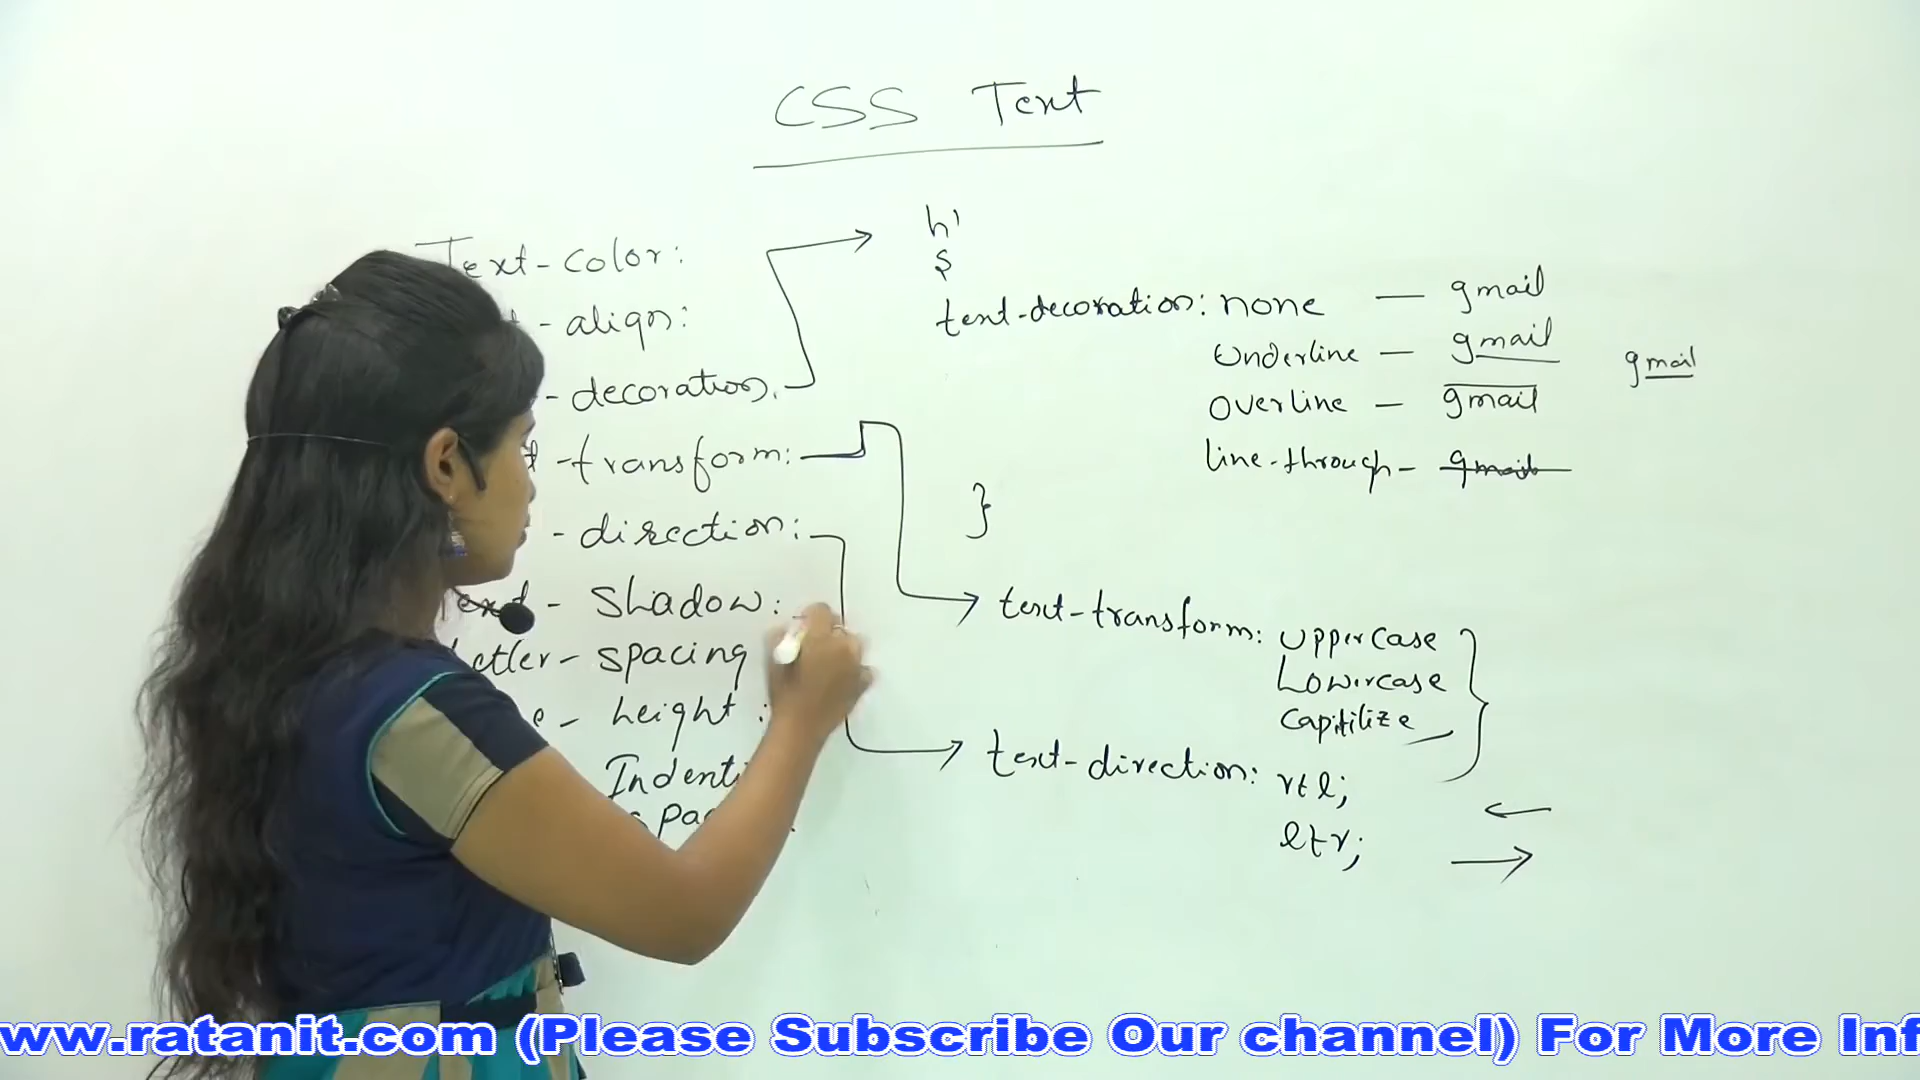 CSS Text
Text-color:
- align:
- decoration.
-transform:
- direction:
Text - shadow:
Letter - spacing
- height :
Indent
h1
{
text-decoration: none — gmail
underline — gmail gmail
overline — gmail
line-through - gmail
}
text-transform: uppercase
Lowercase
Capitilize
text-direction: rtl;
ltr;
ww.ratanit.com (Please Subscribe Our channel) For More Inf